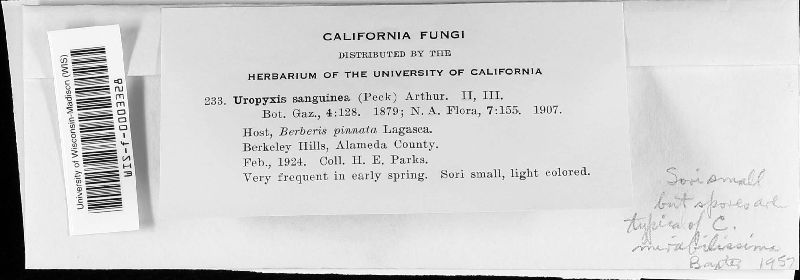 CALIFORNIA FUNGI
DISTRIBUTED BY THE
HERBARIUM OF THE UNIVERSITY OF CALIFORNIA
233. Uropyxis sanguinea (Peck) Arthur. II, III.
Bot. Gaz., 4:128. 1879; N. A. Flora, 7:155. 1907.
Host, Berberis pinnata Lagasca.
Berkeley Hills, Alameda County.
Feb., 1924. Coll. H. E. Parks.
Very frequent in early spring. Sori small, light colored.
University of Wisconsin-Madison (WIS)
WIS-f-0003328
Sori small
but spores are
typical of C.
mirabilissima
Baxter 1957